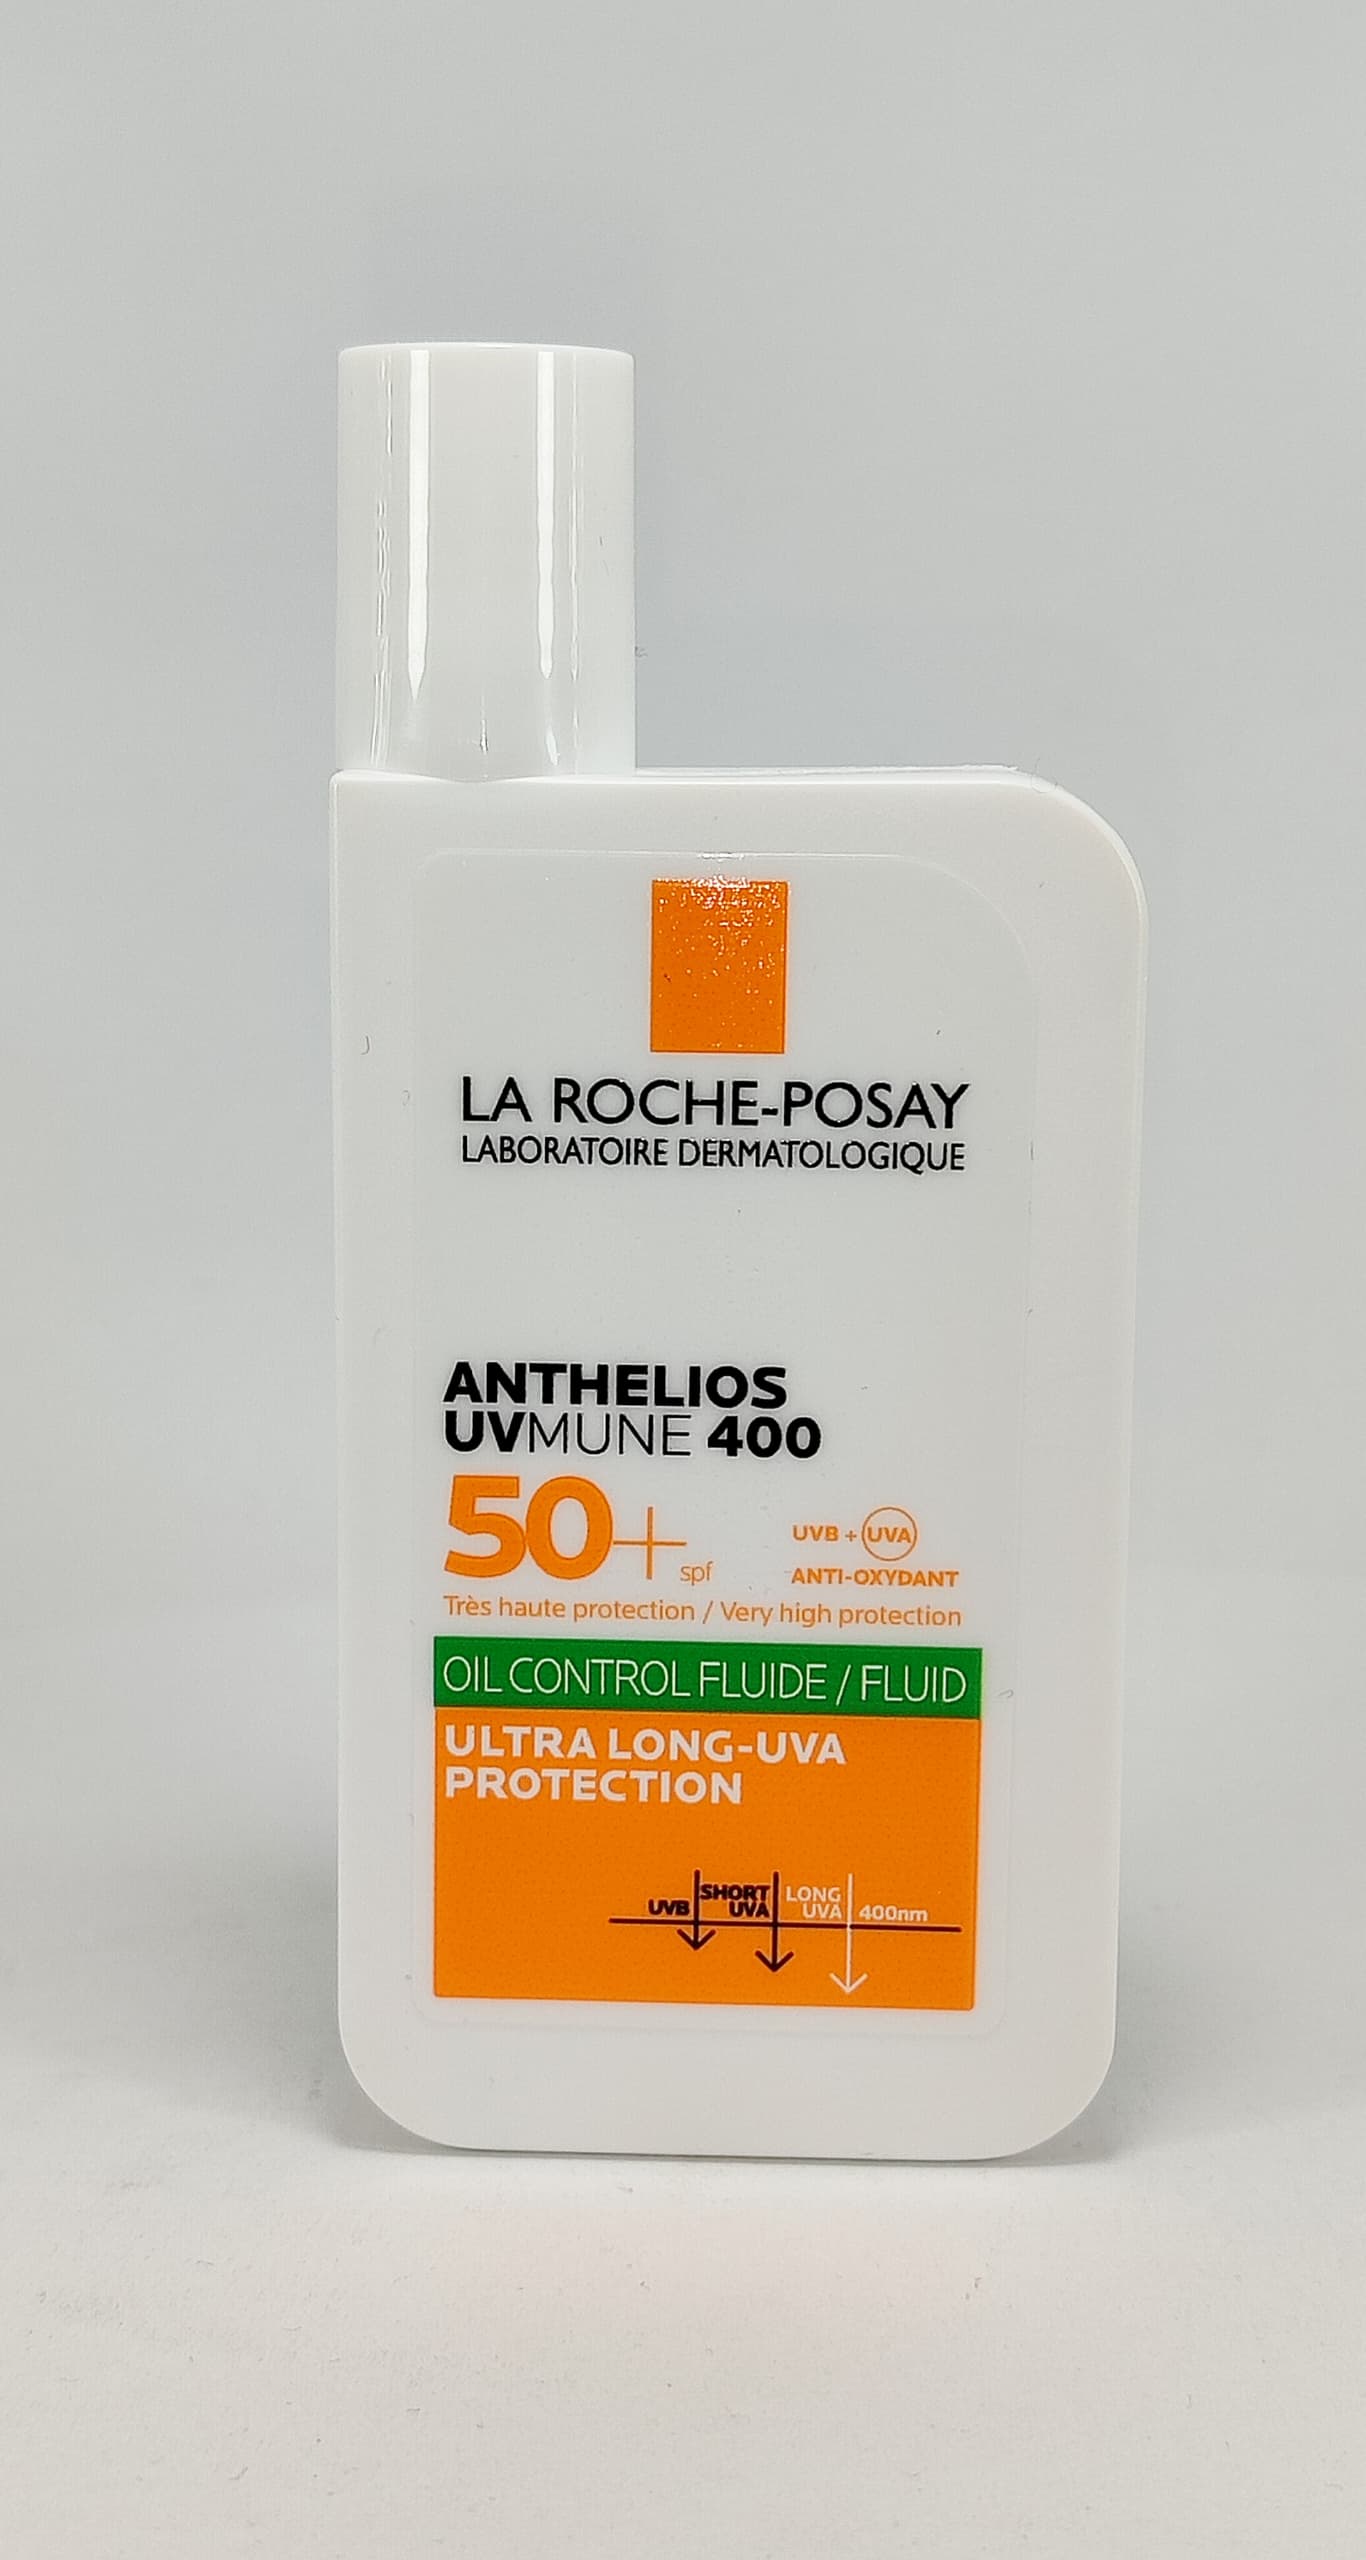 LA ROCHE-POSAY
LABORATOIRE DERMATOLOGIQUE
ANTHELIOS
UVMUNE 400
50+ spf
UVB + UVA
ANTI-OXYDANT
Très haute protection / Very high protection
OIL CONTROL FLUIDE / FLUID
ULTRA LONG-UVA
PROTECTION
UVB
SHORT
UVA
LONG
UVA
400nm